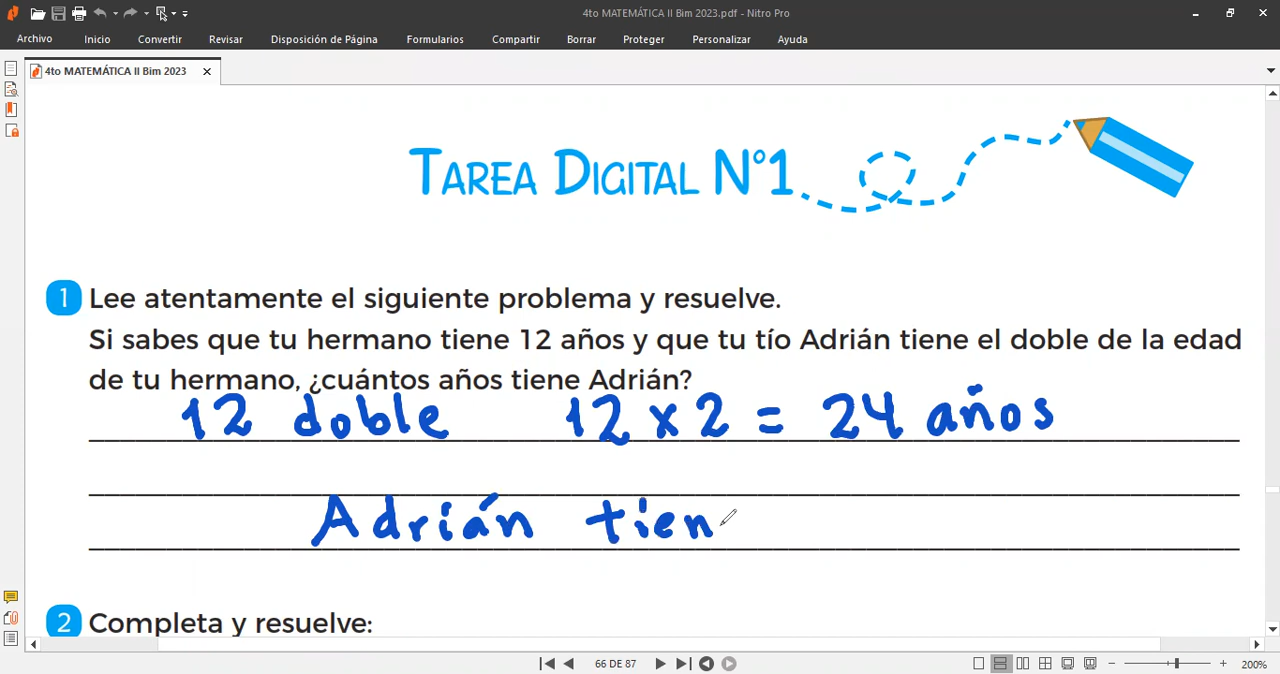 4to MATEMÁTICA II Bim 2023.pdf - Nitro Pro
Archivo Inicio Convertir Revisar Disposición de Página Formularios Compartir Borrar Proteger Personalizar Ayuda
4to MATEMÁTICA II Bim 2023
TAREA DIGITAL N°1
1 Lee atentamente el siguiente problema y resuelve.
Si sabes que tu hermano tiene 12 años y que tu tío Adrián tiene el doble de la edad
de tu hermano, ¿cuántos años tiene Adrián?
12 doble 12 x 2 = 24 años
Adrián tien
2 Completa y resuelve:
66 DE 87
200%